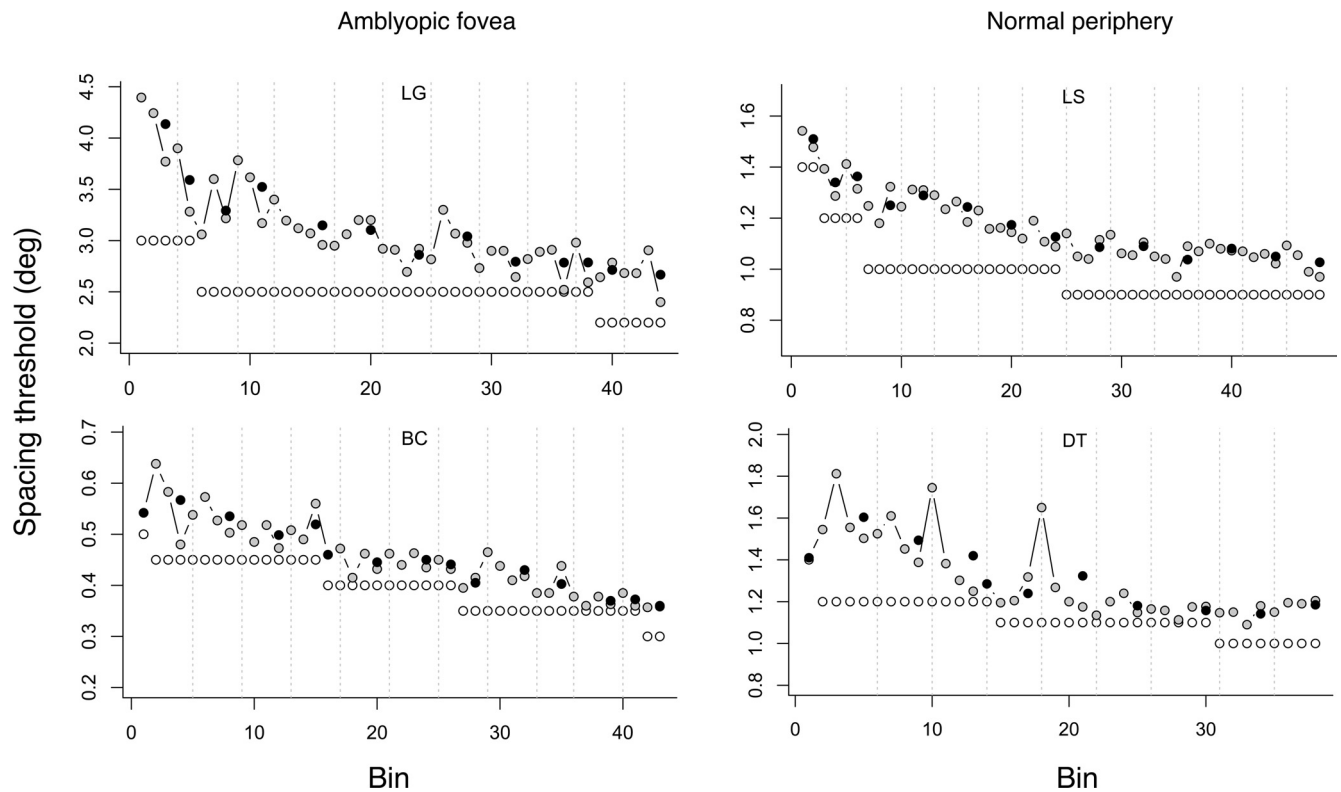 Amblyopic fovea
Normal periphery
Spacing threshold (deg)
LG
4.5
4.0
3.5
3.0
2.5
2.0
0 10 20 30 40
LS
1.6
1.4
1.2
1.0
0.8
0 10 20 30 40
BC
0.7
0.6
0.5
0.4
0.3
0.2
0 10 20 30 40
Bin
DT
2.0
1.8
1.6
1.4
1.2
1.0
0.8
0 10 20 30
Bin